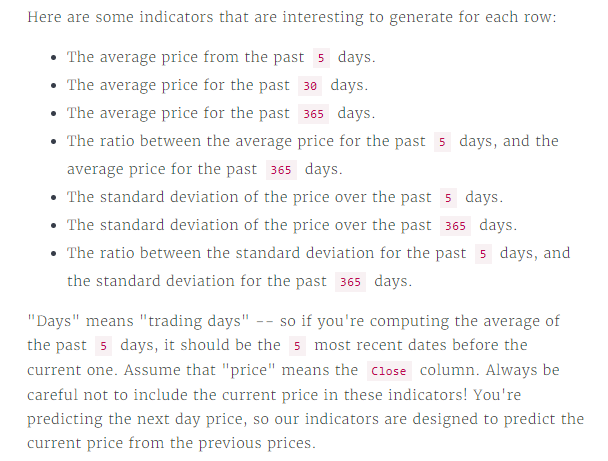 Here are some indicators that are interesting to generate for each row:
• The average price from the past 5 days.
• The average price for the past 30 days.
• The average price for the past 365 days.
• The ratio between the average price for the past 5 days, and the
average price for the past 365 days.
• The standard deviation of the price over the past 5 days.
• The standard deviation of the price over the past 365 days.
• The ratio between the standard deviation for the past 5 days, and
the standard deviation for the past 365 days.
"Days" means "trading days" -- so if you're computing the average of
the past 5 days, it should be the 5 most recent dates before the
current one. Assume that "price" means the Close column. Always be
careful not to include the current price in these indicators! You're
predicting the next day price, so our indicators are designed to predict the
current price from the previous prices.